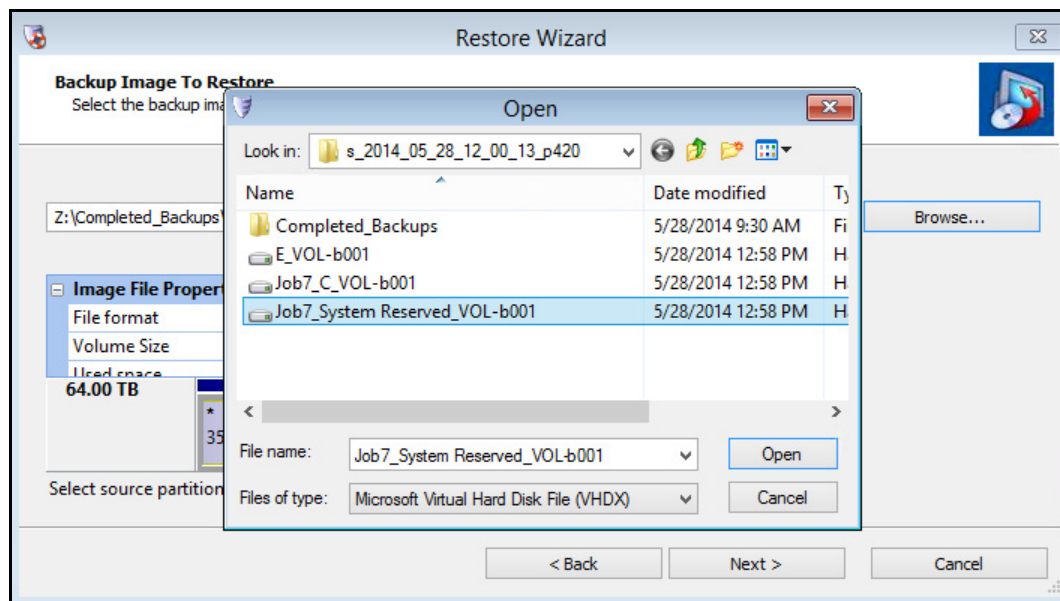 Restore Wizard
Backup Image To Restore
Select the backup ima
Open
Look in: s_2014_05_28_12_00_13_p420
Name Date modified Ty
Completed_Backups 5/28/2014 9:30 AM Fi
E_VOL-b001 5/28/2014 12:58 PM H
Job7_C_VOL-b001 5/28/2014 12:58 PM H
Job7_System Reserved_VOL-b001 5/28/2014 12:58 PM H
File name: Job7_System Reserved_VOL-b001 Open
Files of type: Microsoft Virtual Hard Disk File (VHDX) Cancel
Z:\Completed_Backups\ Browse...
Image File Propert
File format
Volume Size
Used space
64.00 TB
*
35
Select source partition
< Back Next > Cancel